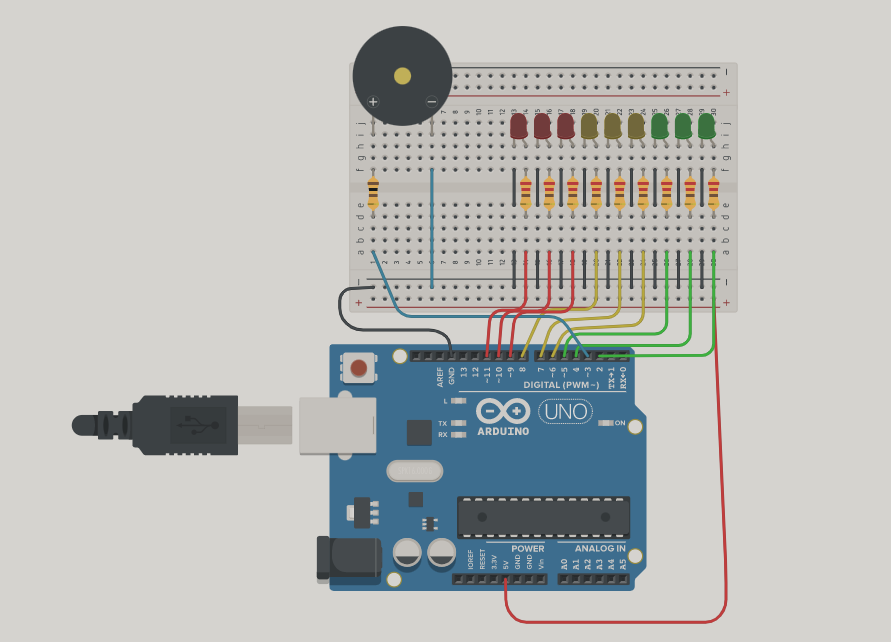 + −
−
+
j
i
h
g
f
e
d
c
b
a
j
i
h
g
f
e
d
c
b
a
−
+
−
+
AREF
GND
13
12
~11
~10
~9
8
7
~6
~5
4
~3
2
TX→1
RX←0
DIGITAL (PWM~)
L
TX
RX
ARDUINO
UNO
ON
POWER
ANALOG IN
IOREF
RESET
3.3V
5V
GND
GND
Vin
A0
A1
A2
A3
A4
A5